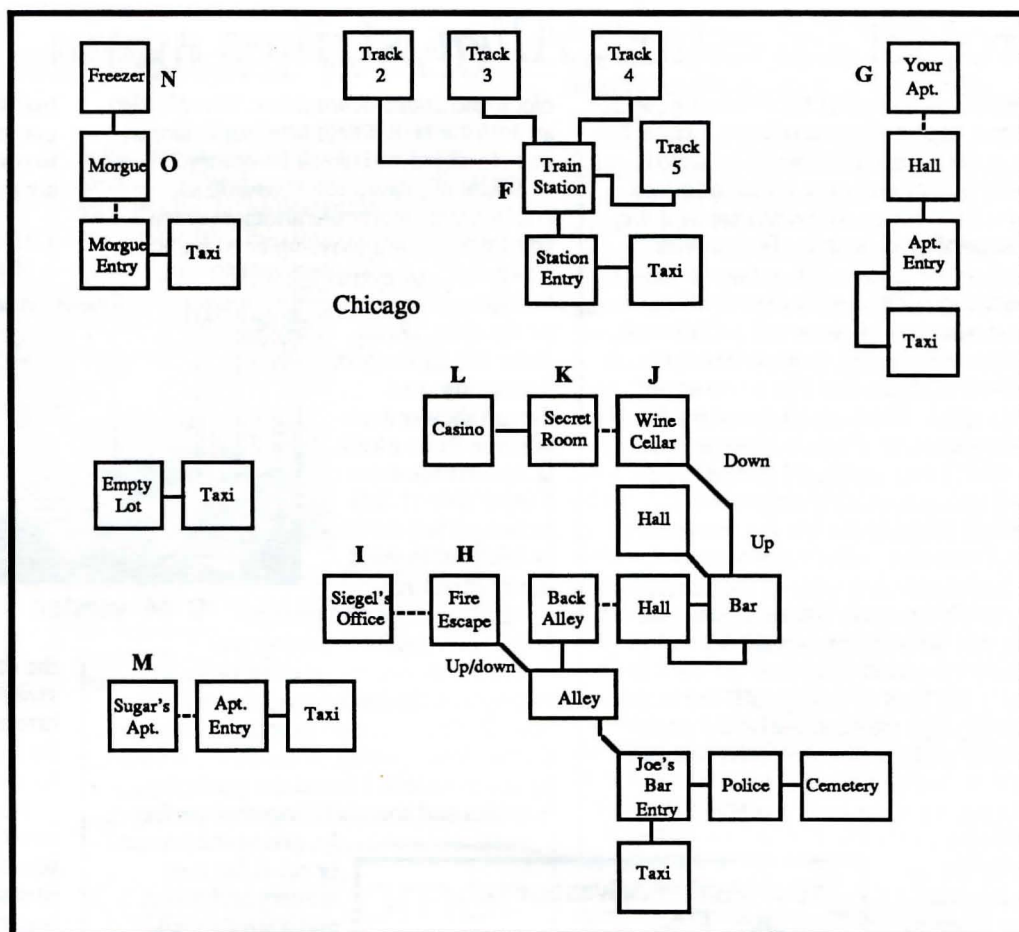 Freezer
N
Morgue
O
Morgue
Entry
Taxi
Track
2
Track
3
Track
4
Track
5
F
Train
Station
Station
Entry
Taxi
G
Your
Apt.
Hall
Apt.
Entry
Taxi
Chicago
L
K
J
Casino
Secret
Room
Wine
Cellar
Down
Empty
Lot
Taxi
Hall
Up
I
H
Siegel's
Office
Fire
Escape
Back
Alley
Hall
Bar
Up/down
Alley
M
Sugar's
Apt.
Apt.
Entry
Taxi
Joe's
Bar
Entry
Police
Cemetery
Taxi